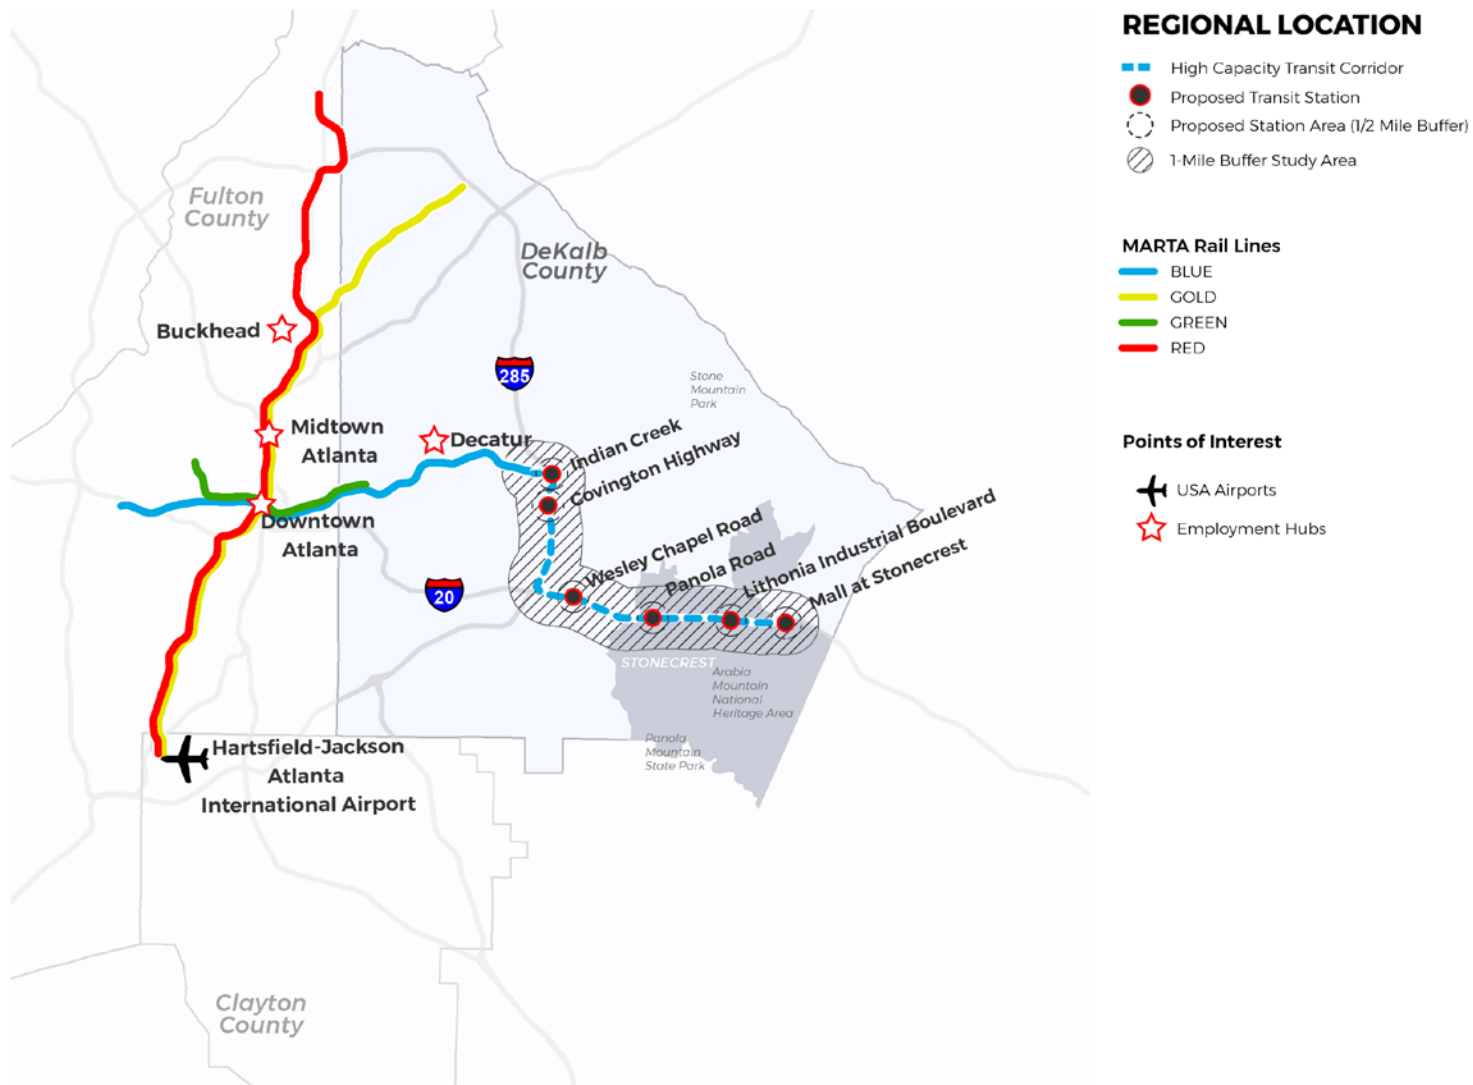 REGIONAL LOCATION
High Capacity Transit Corridor
Proposed Transit Station
Proposed Station Area (1/2 Mile Buffer)
1-Mile Buffer Study Area
MARTA Rail Lines
BLUE
GOLD
GREEN
RED
Points of Interest
USA Airports
Employment Hubs
Fulton
County
DeKalb
County
Buckhead
285
Stone
Mountain
Park
Midtown
Atlanta
Decatur
Indian Creek
Covington Highway
Downtown
Atlanta
Wesley Chapel Road
Panola Road
Lithonia Industrial Boulevard
Mall at Stonecrest
20
STONECREST
Arabia
Mountain
National
Heritage Area
Panola
Mountain
State Park
Hartsfield-Jackson
Atlanta
International Airport
Clayton
County